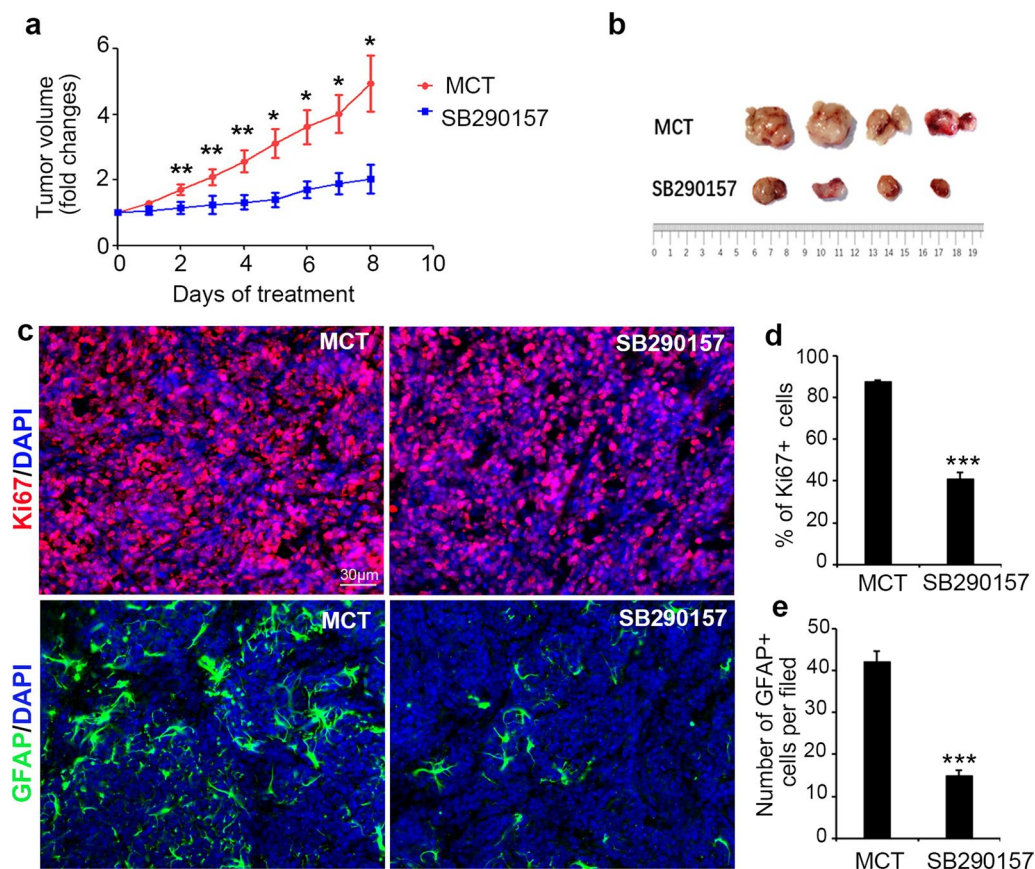 a
Tumor volume
(fold changes)
6
4
2
0
** ** ** * * * *
MCT
SB290157
0 2 4 6 8 10
Days of treatment
b
MCT
SB290157
0 1 2 3 4 5 6 7 8 9 10 11 12 13 14 15 16 17 18 19
c
Ki67/DAPI
MCT
30μm
SB290157
GFAP/DAPI
MCT
SB290157
d
% of Ki67+ cells
100
80
60
40
20
0
***
MCT SB290157
e
Number of GFAP+
cells per filed
50
40
30
20
10
0
***
MCT SB290157